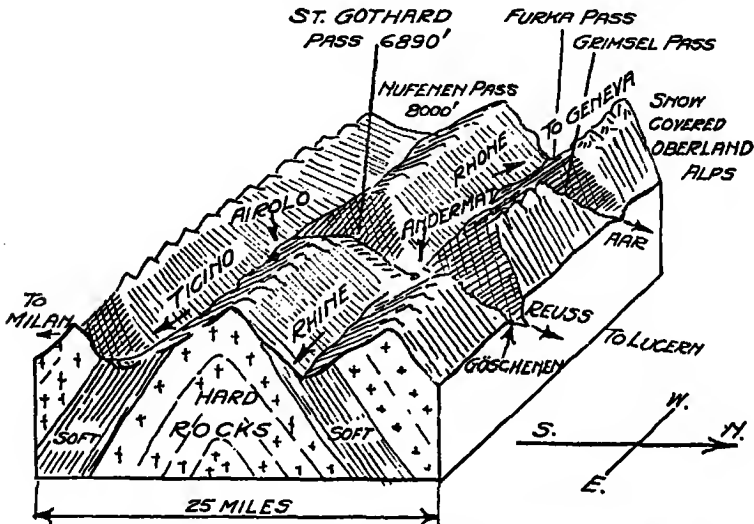 ST. GOTHARD
PASS 6890'
FURKA PASS
GRIMSEL PASS
NUFENEN PASS
8000'
TO GENEVA
SNOW
COVERED
OBERLAND
ALPS
RHONE
ANDERMAT
AIROLO
AAR
TICINO
TO
MILAN
RHINE
REUSS
TO LUCERN
GÖSCHENEN
HARD
ROCKS
SOFT
SOFT
W.
S.
N.
E.
25 MILES